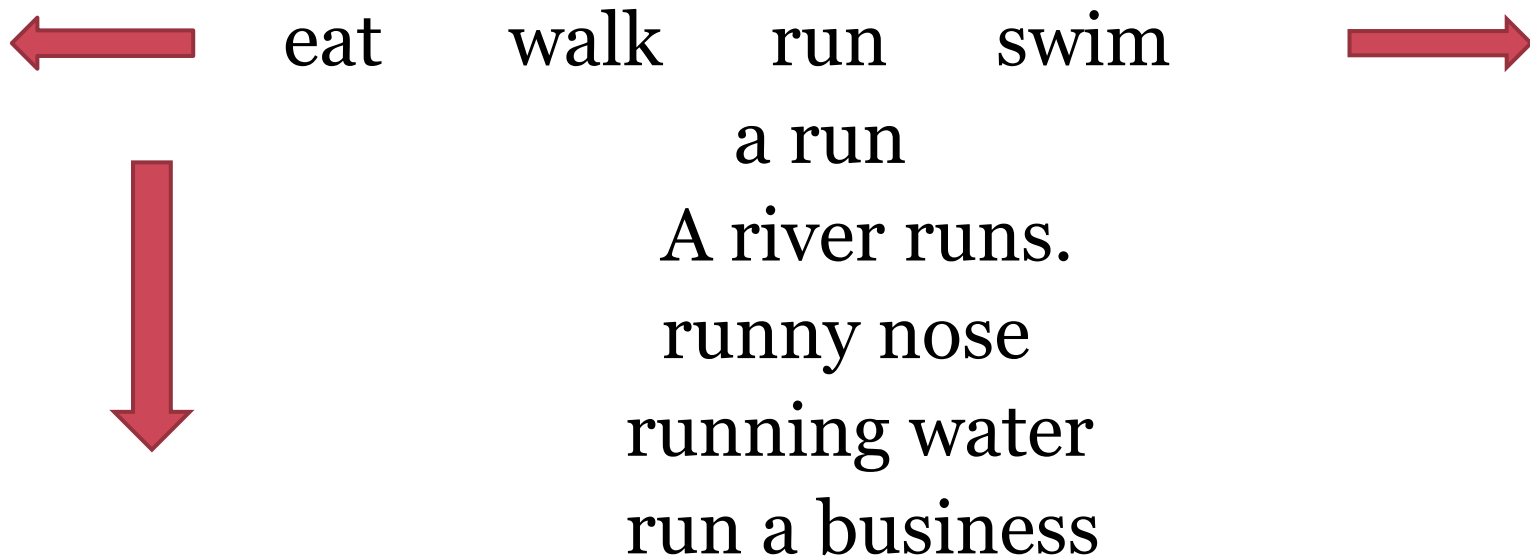 eat walk run swim
a run
A river runs.
runny nose
running water
run a business